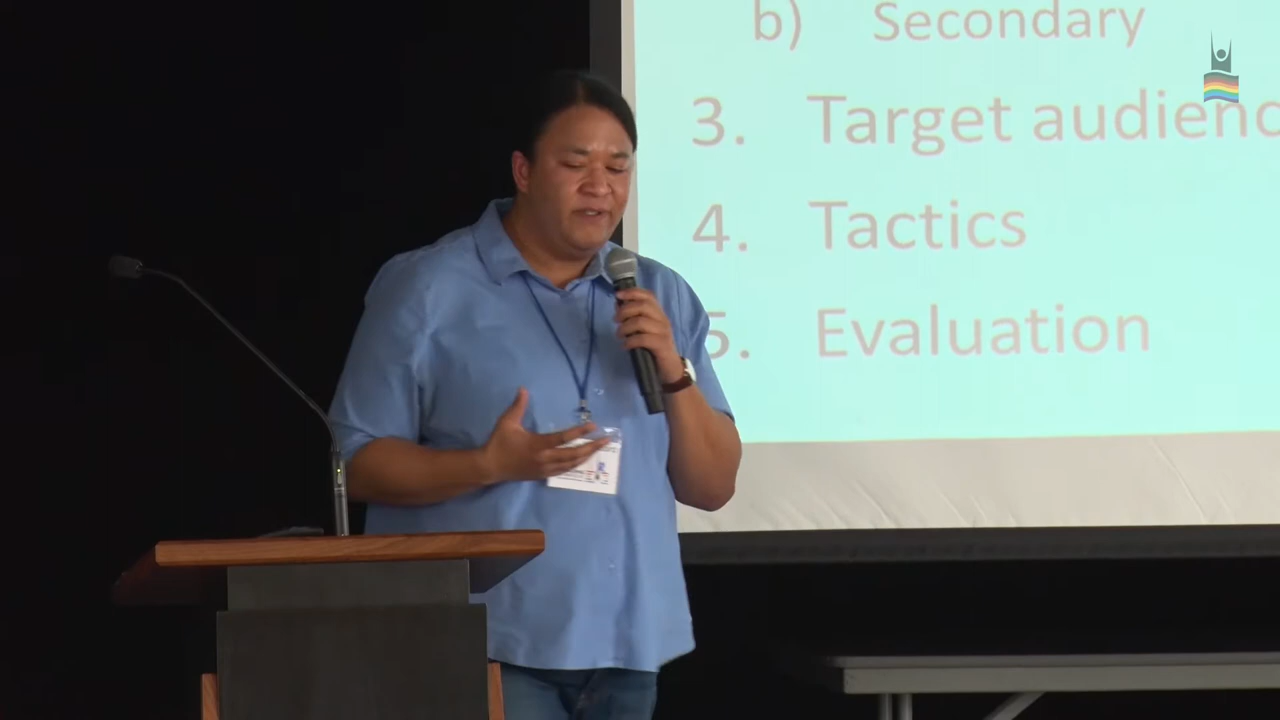 b) Secondary
3. Target audienc
4. Tactics
5. Evaluation